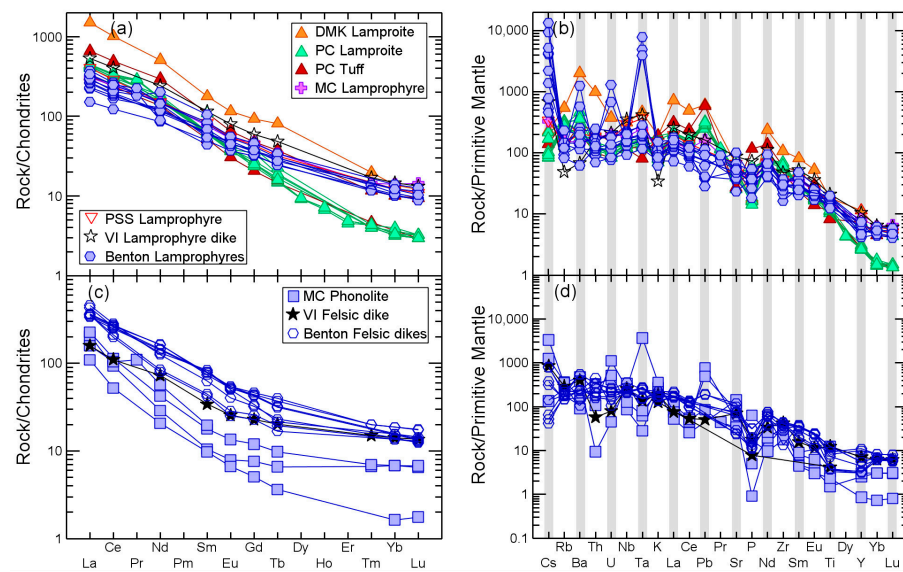 (a)
DMK Lamproite
PC Lamproite
PC Tuff
MC Lamprophyre
PSS Lamprophyre
VI Lamprophyre dike
Benton Lamprophyres
Rock/Chondrites
1000
100
10
1
(b)
Rock/Primitive Mantle
10,000
1000
100
10
1
(c)
MC Phonolite
VI Felsic dike
Benton Felsic dikes
Rock/Chondrites
100
10
1
Ce Nd Sm Gd Dy Er Yb
La Pr Pm Eu Tb Ho Tm Lu
(d)
Rock/Primitive Mantle
10,000
1000
100
10
1
0.1
Rb Th Nb K Ce Pr P Zr Eu Dy Yb
Cs Ba U Ta La Pb Sr Nd Sm Ti Y Lu